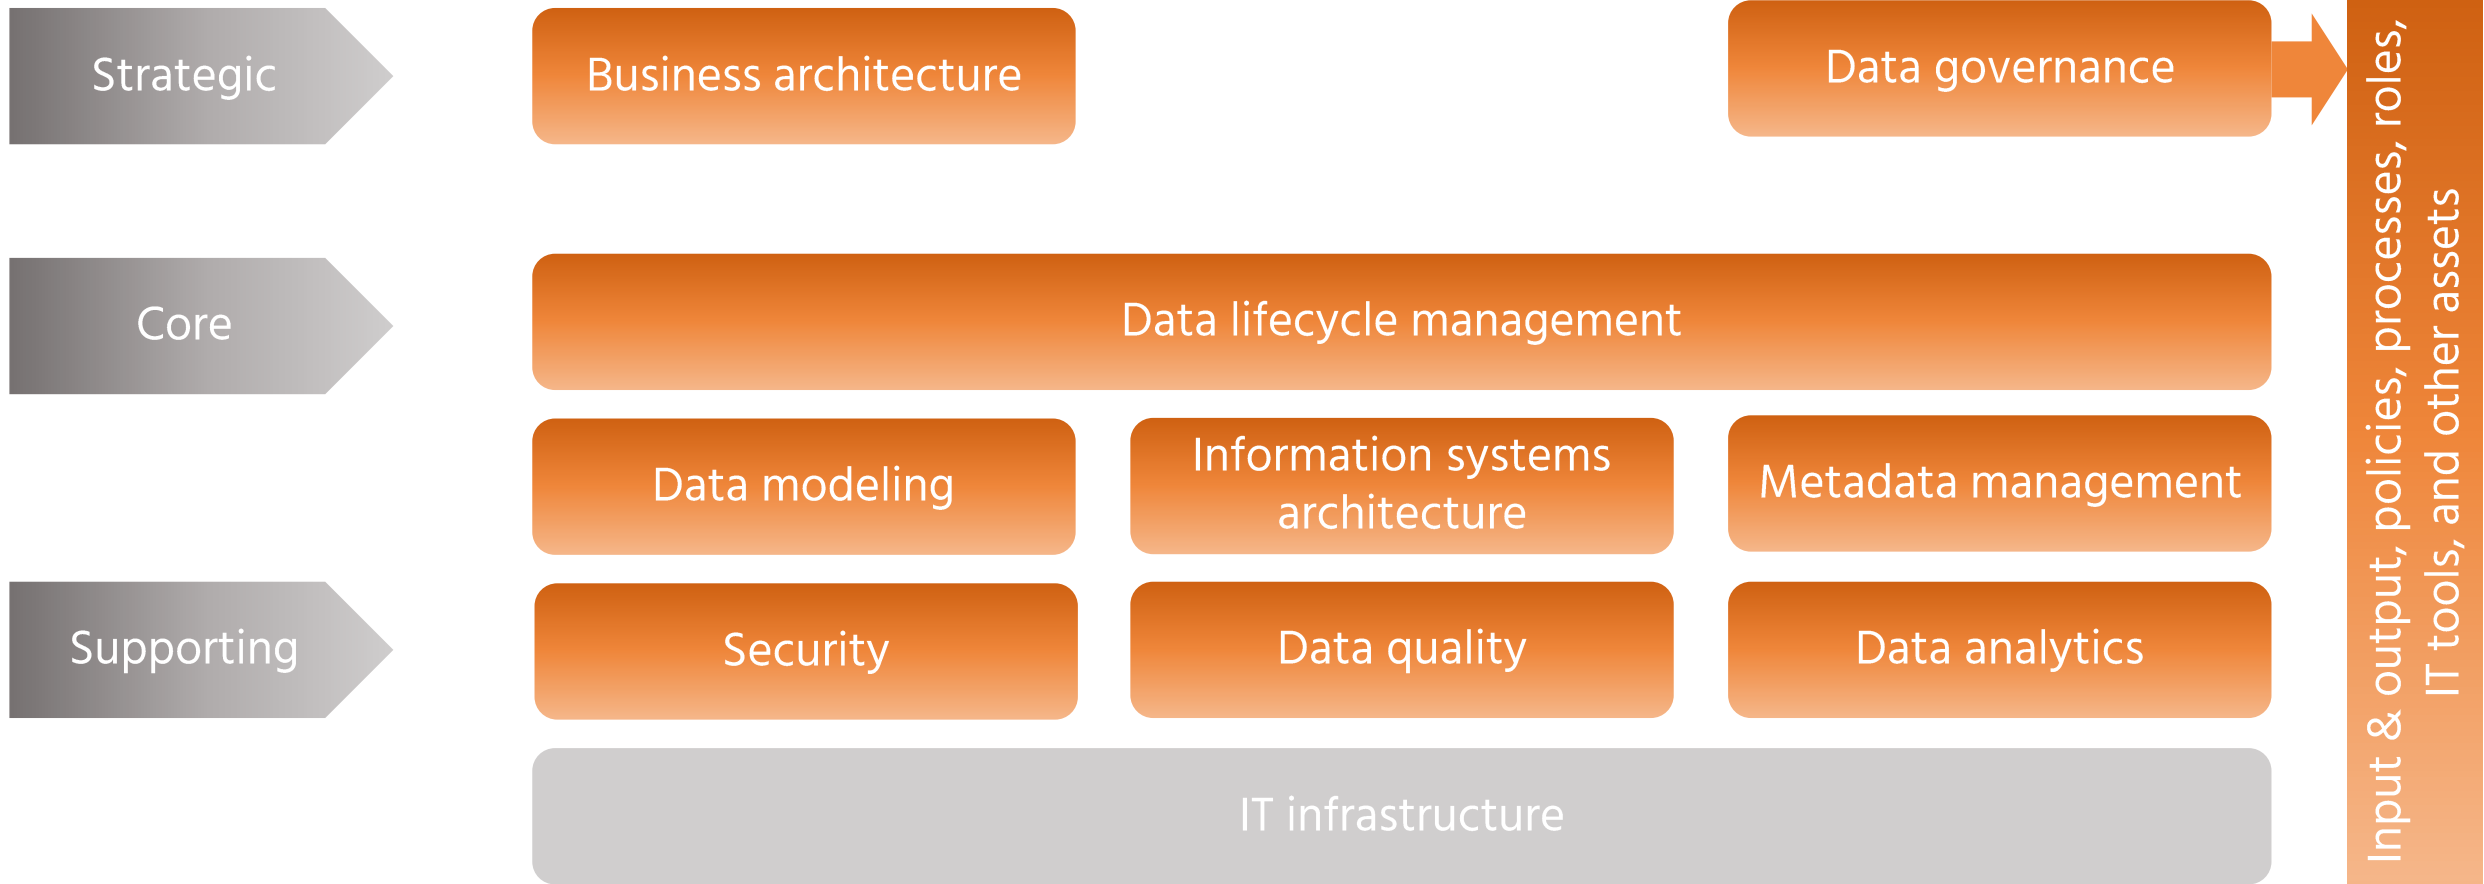 Strategic
Business architecture
Data governance
Core
Data lifecycle management
Data modeling
Information systems
architecture
Metadata management
Supporting
Security
Data quality
Data analytics
IT infrastructure
Input & output, policies, processes, roles,
IT tools, and other assets